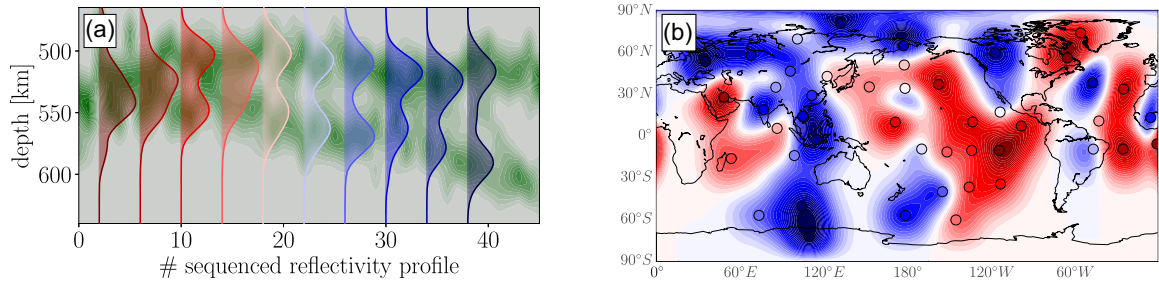 (a)
500
550
600
depth [km]
0
10
20
30
40
# sequenced reflectivity profile
(b)
90°N
60°N
30°N
0°
30°S
60°S
90°S
0°
60°E
120°E
180°
120°W
60°W